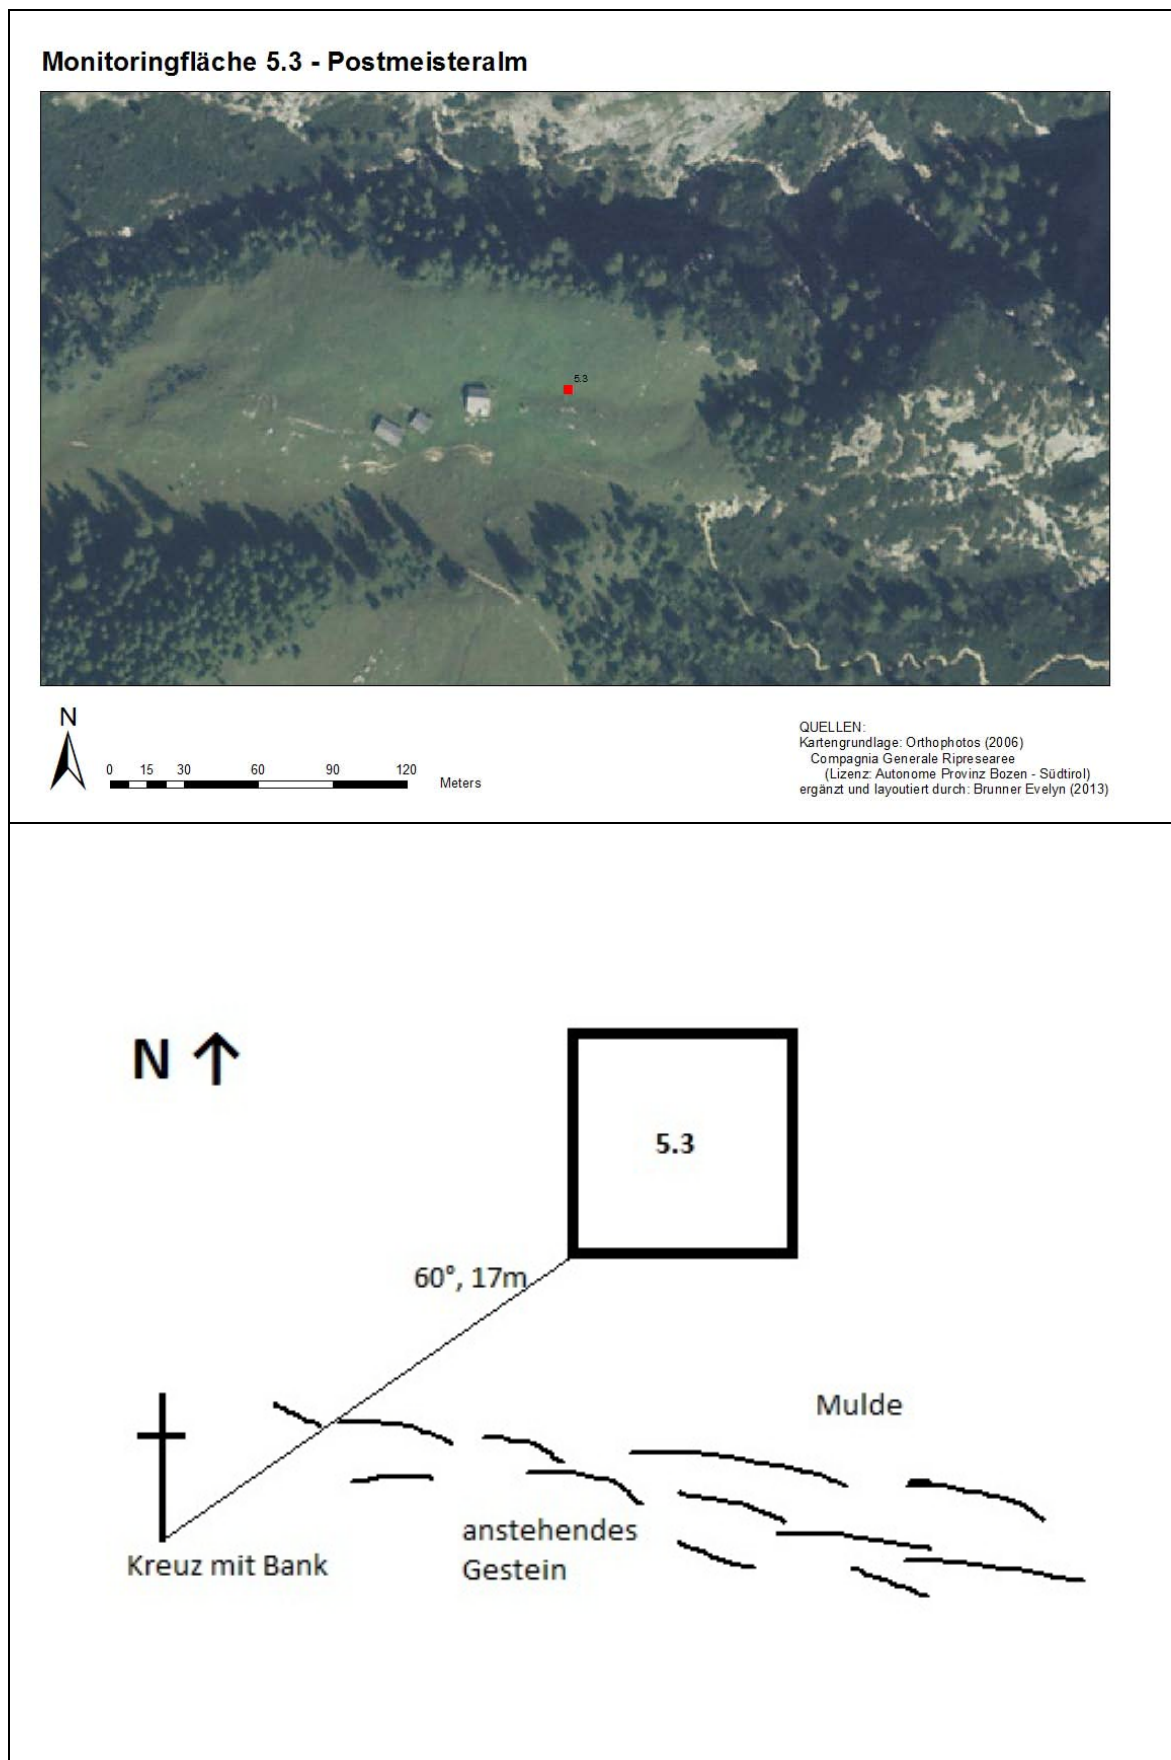 Monitoringfläche 5.3 - Postmeisteralm
5.3
N
0 15 30 60 90 120
Meters
QUELLEN:
Kartengrundlage: Orthophotos (2006)
Compagnia Generale Ripresearee
(Lizenz: Autonome Provinz Bozen - Südtirol)
ergänzt und layoutiert durch: Brunner Evelyn (2013)
N
5.3
60°, 17m
Mulde
anstehendes
Gestein
Kreuz mit Bank